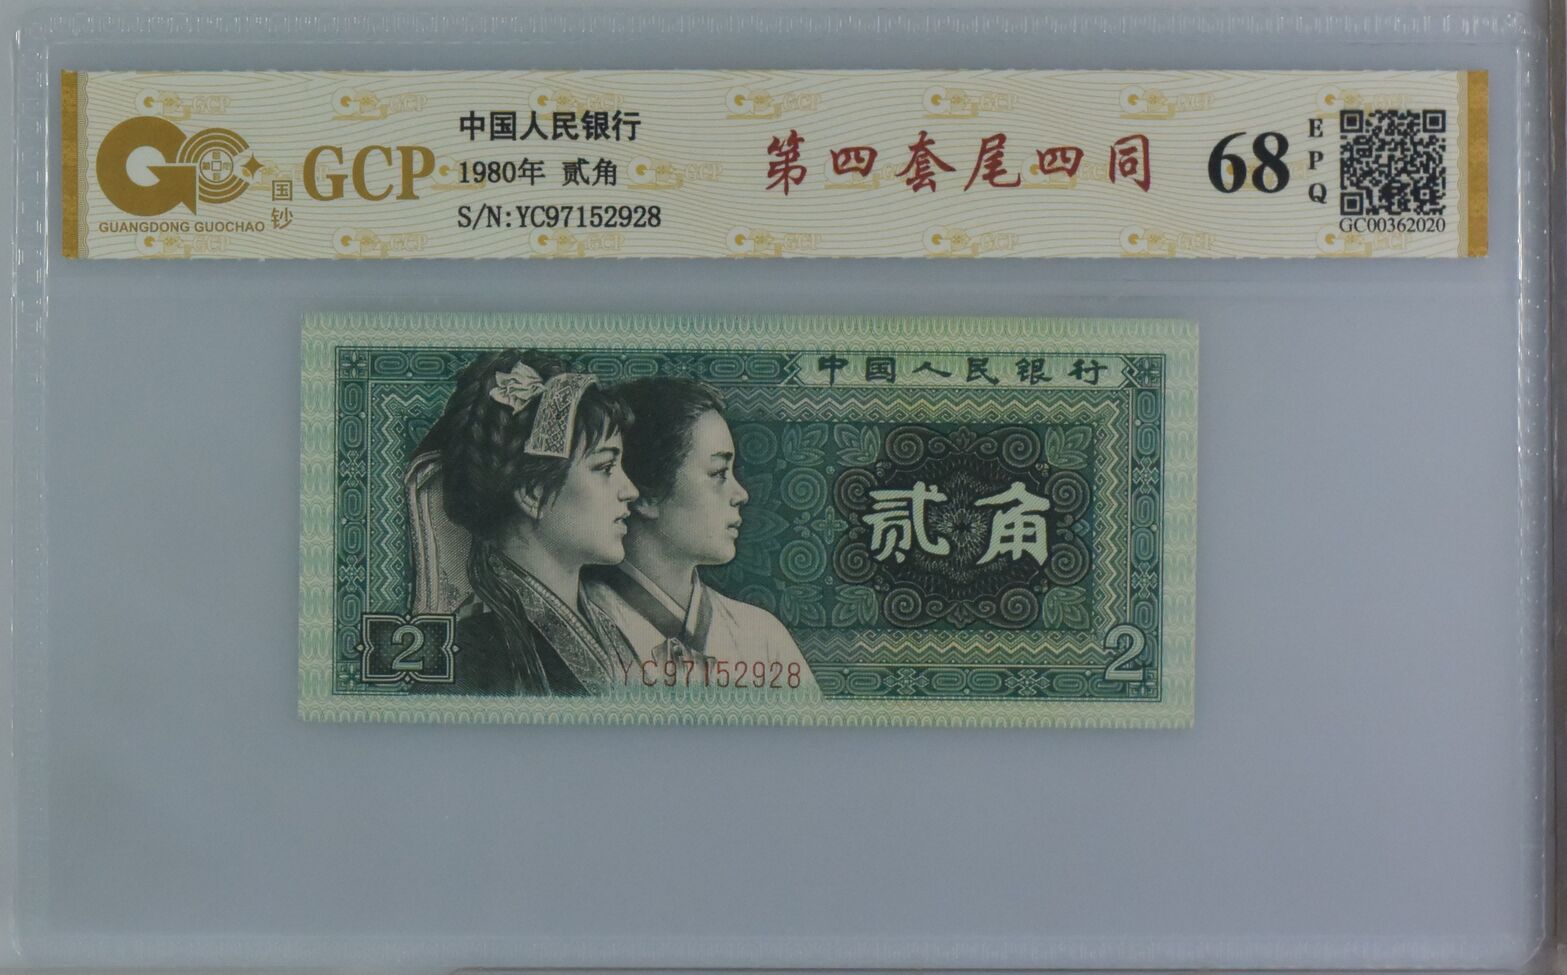 GUANGDONG GUOCHAO
国钞
GCP
中国人民银行
1980年 贰角
S/N:YC97152928
第四套尾四同
68
EPQ
GC00362020
中国人民银行
贰角
2
2
YC97152928